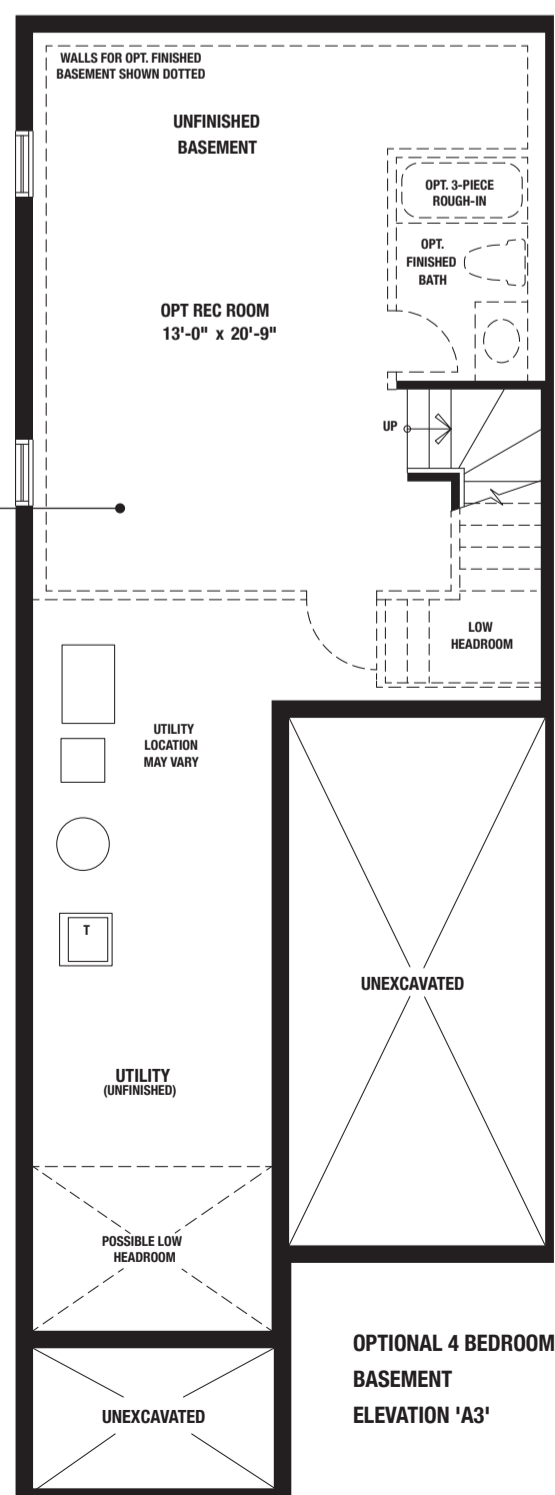 WALLS FOR OPT. FINISHED
BASEMENT SHOWN DOTTED
UNFINISHED
BASEMENT
OPT. 3-PIECE
ROUGH-IN
OPT.
FINISHED
BATH
OPT REC ROOM
13'-0" x 20'-9"
UP
LOW
HEADROOM
UTILITY
LOCATION
MAY VARY
T
UNEXCAVATED
UTILITY
(UNFINISHED)
POSSIBLE LOW
HEADROOM
UNEXCAVATED
OPTIONAL 4 BEDROOM
BASEMENT
ELEVATION 'A3'